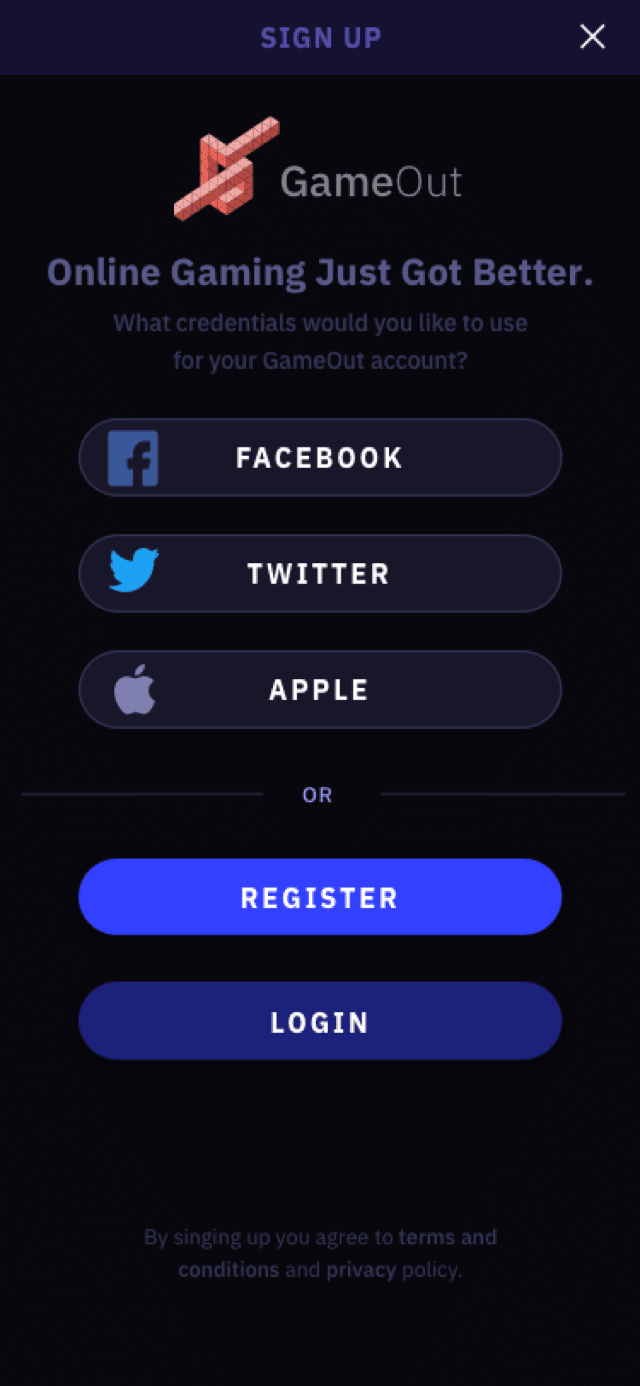 SIGN UP
GameOut
Online Gaming Just Got Better.
What credentials would you like to use
for your GameOut account?
FACEBOOK
TWITTER
APPLE
OR
REGISTER
LOGIN
By singing up you agree to terms and
conditions and privacy policy.